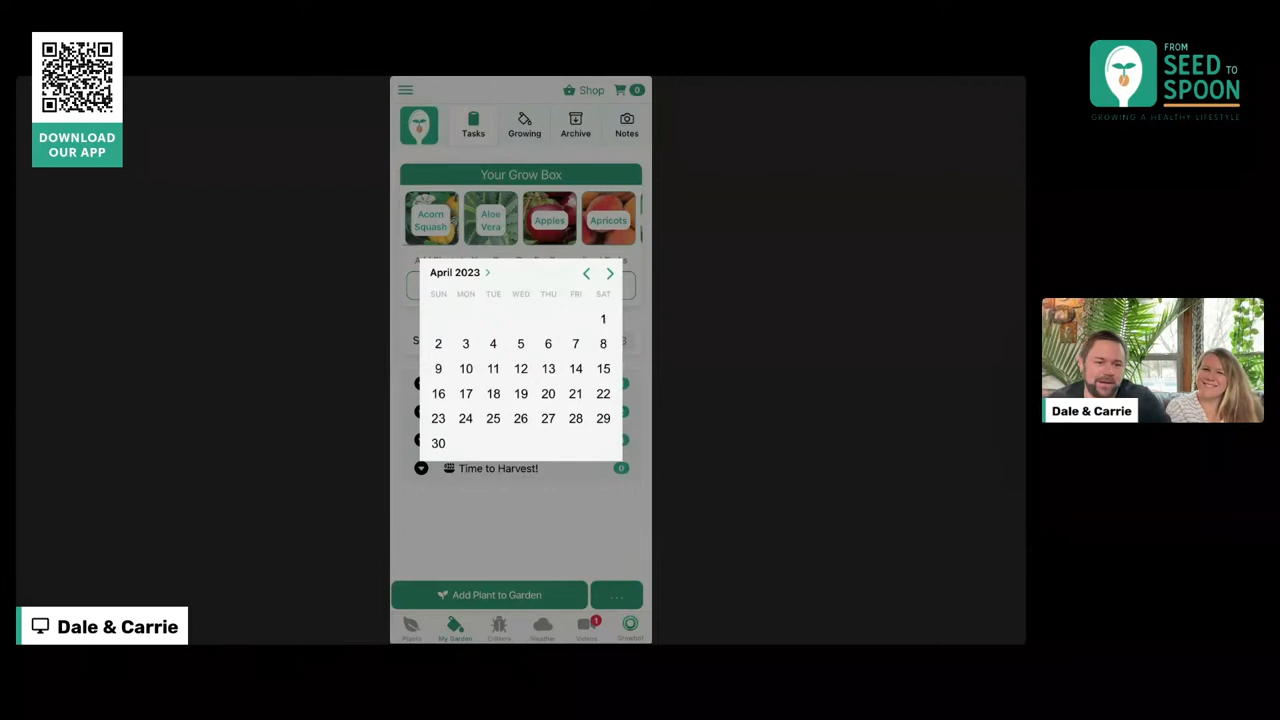 DOWNLOAD
OUR APP
FROM
SEED TO
SPOON
GROWING A HEALTHY LIFESTYLE
Shop
0
Tasks
Growing
Archive
Notes
Your Grow Box
Acorn
Squash
Aloe
Vera
Apples
Apricots
April 2023
SUN MON TUE WED THU FRI SAT
1
2 3 4 5 6 7 8
9 10 11 12 13 14 15
16 17 18 19 20 21 22
23 24 25 26 27 28 29
30
Time to Harvest! 0
Add Plant to Garden
...
Plants
My Garden
Critters
Weather
1
Videos
Growbot
Dale & Carrie
Dale & Carrie